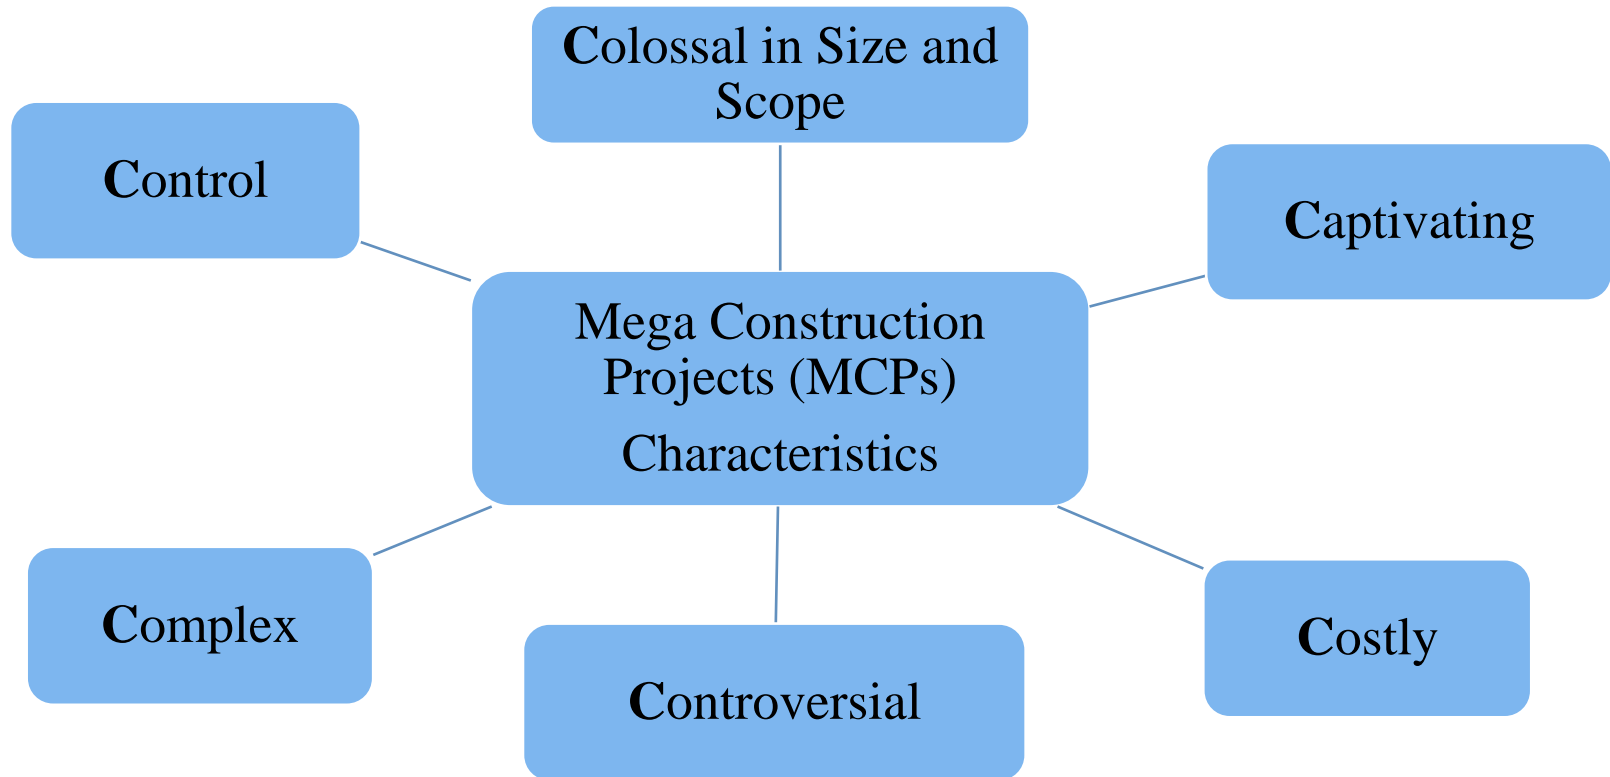 Colossal in Size and
Scope
Control
Captivating
Mega Construction
Projects (MCPs)
Characteristics
Complex
Costly
Controversial